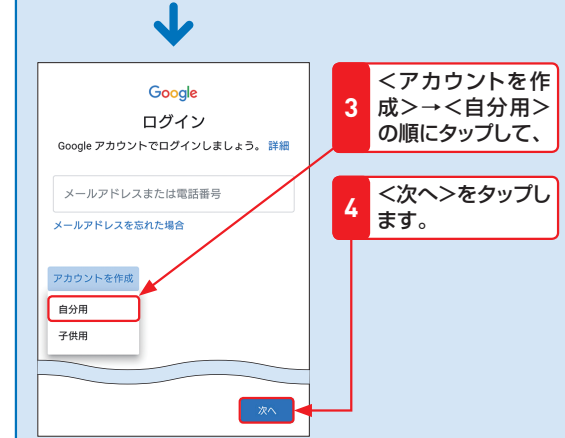 Google
ログイン
Google アカウントでログインしましょう。 詳細
メールアドレスまたは電話番号
メールアドレスを忘れた場合
アカウントを作成
自分用
子供用
次へ
3
＜アカウントを作
成＞→＜自分用＞
の順にタップして、
4
＜次へ＞をタップし
ます。